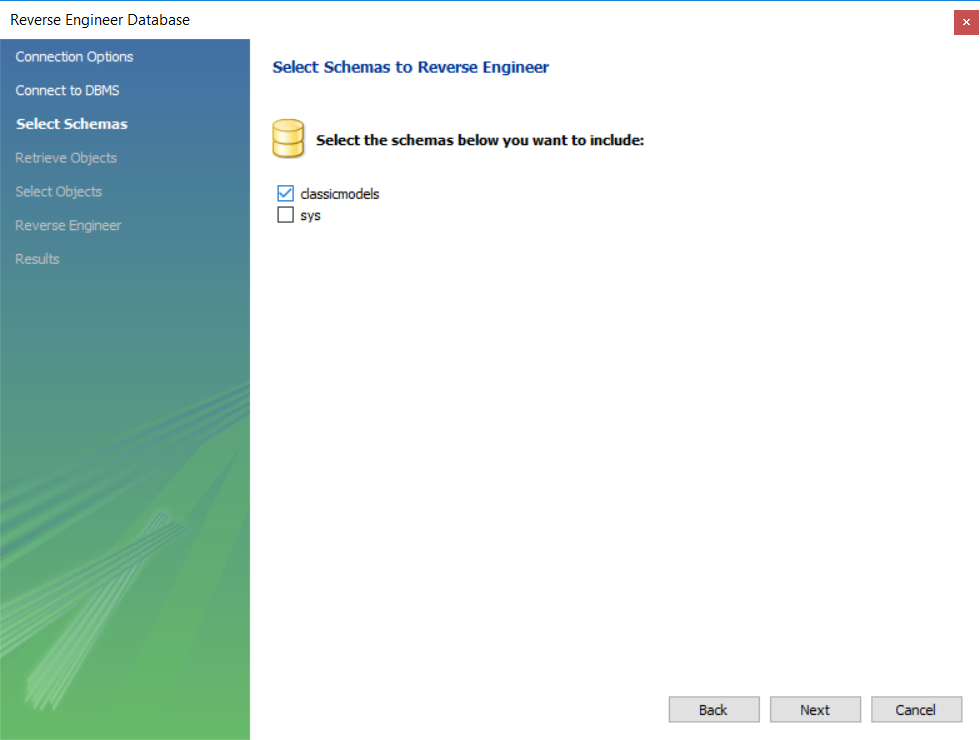 Reverse Engineer Database
Connection Options
Connect to DBMS
Select Schemas
Retrieve Objects
Select Objects
Reverse Engineer
Results
Select Schemas to Reverse Engineer
Select the schemas below you want to include:
classicmodels
sys
Back Next Cancel